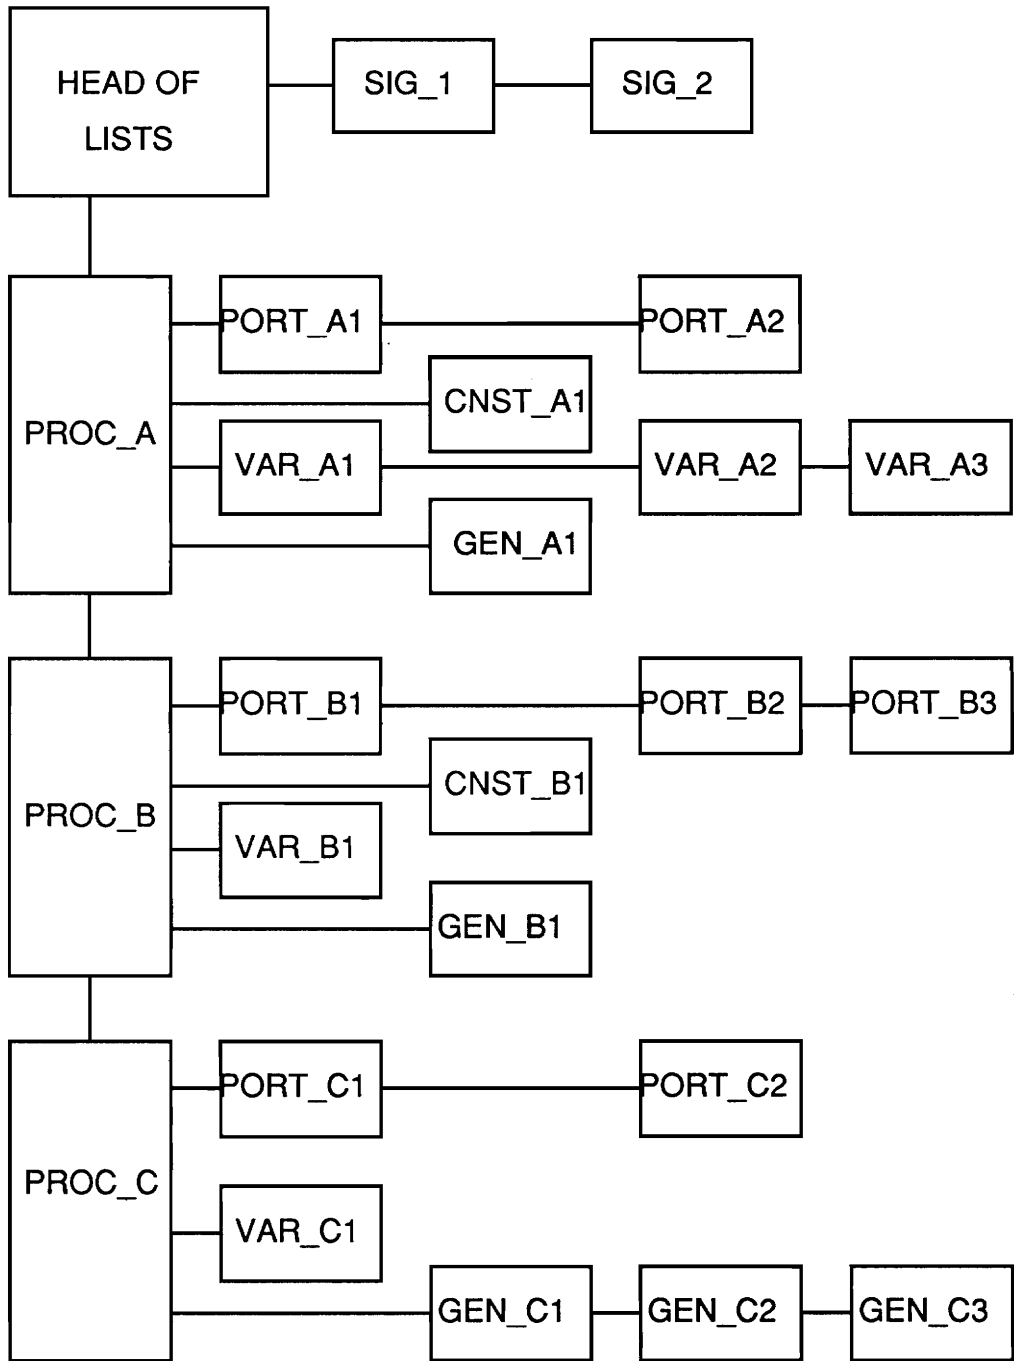 HEAD OF
LISTS
SIG_1
SIG_2
PORT_A1
PORT_A2
CNST_A1
PROC_A
VAR_A1
VAR_A2
VAR_A3
GEN_A1
PORT_B1
PORT_B2
PORT_B3
CNST_B1
PROC_B
VAR_B1
GEN_B1
PORT_C1
PORT_C2
PROC_C
VAR_C1
GEN_C1
GEN_C2
GEN_C3